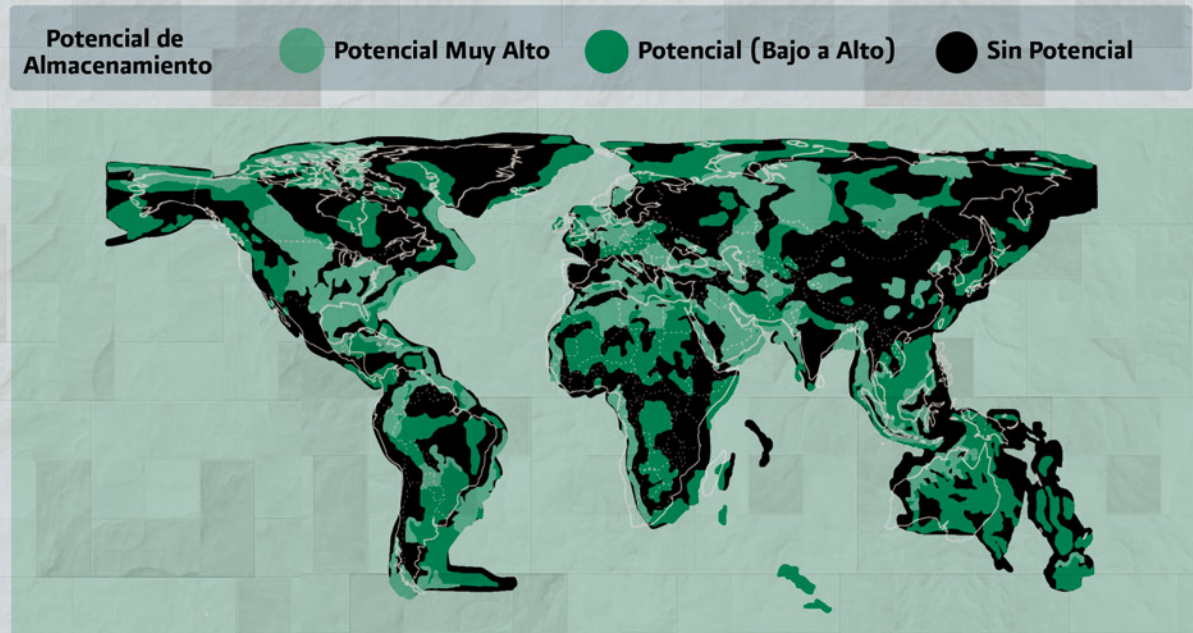 Potencial de
Almacenamiento
Potencial Muy Alto
Potencial (Bajo a Alto)
Sin Potencial